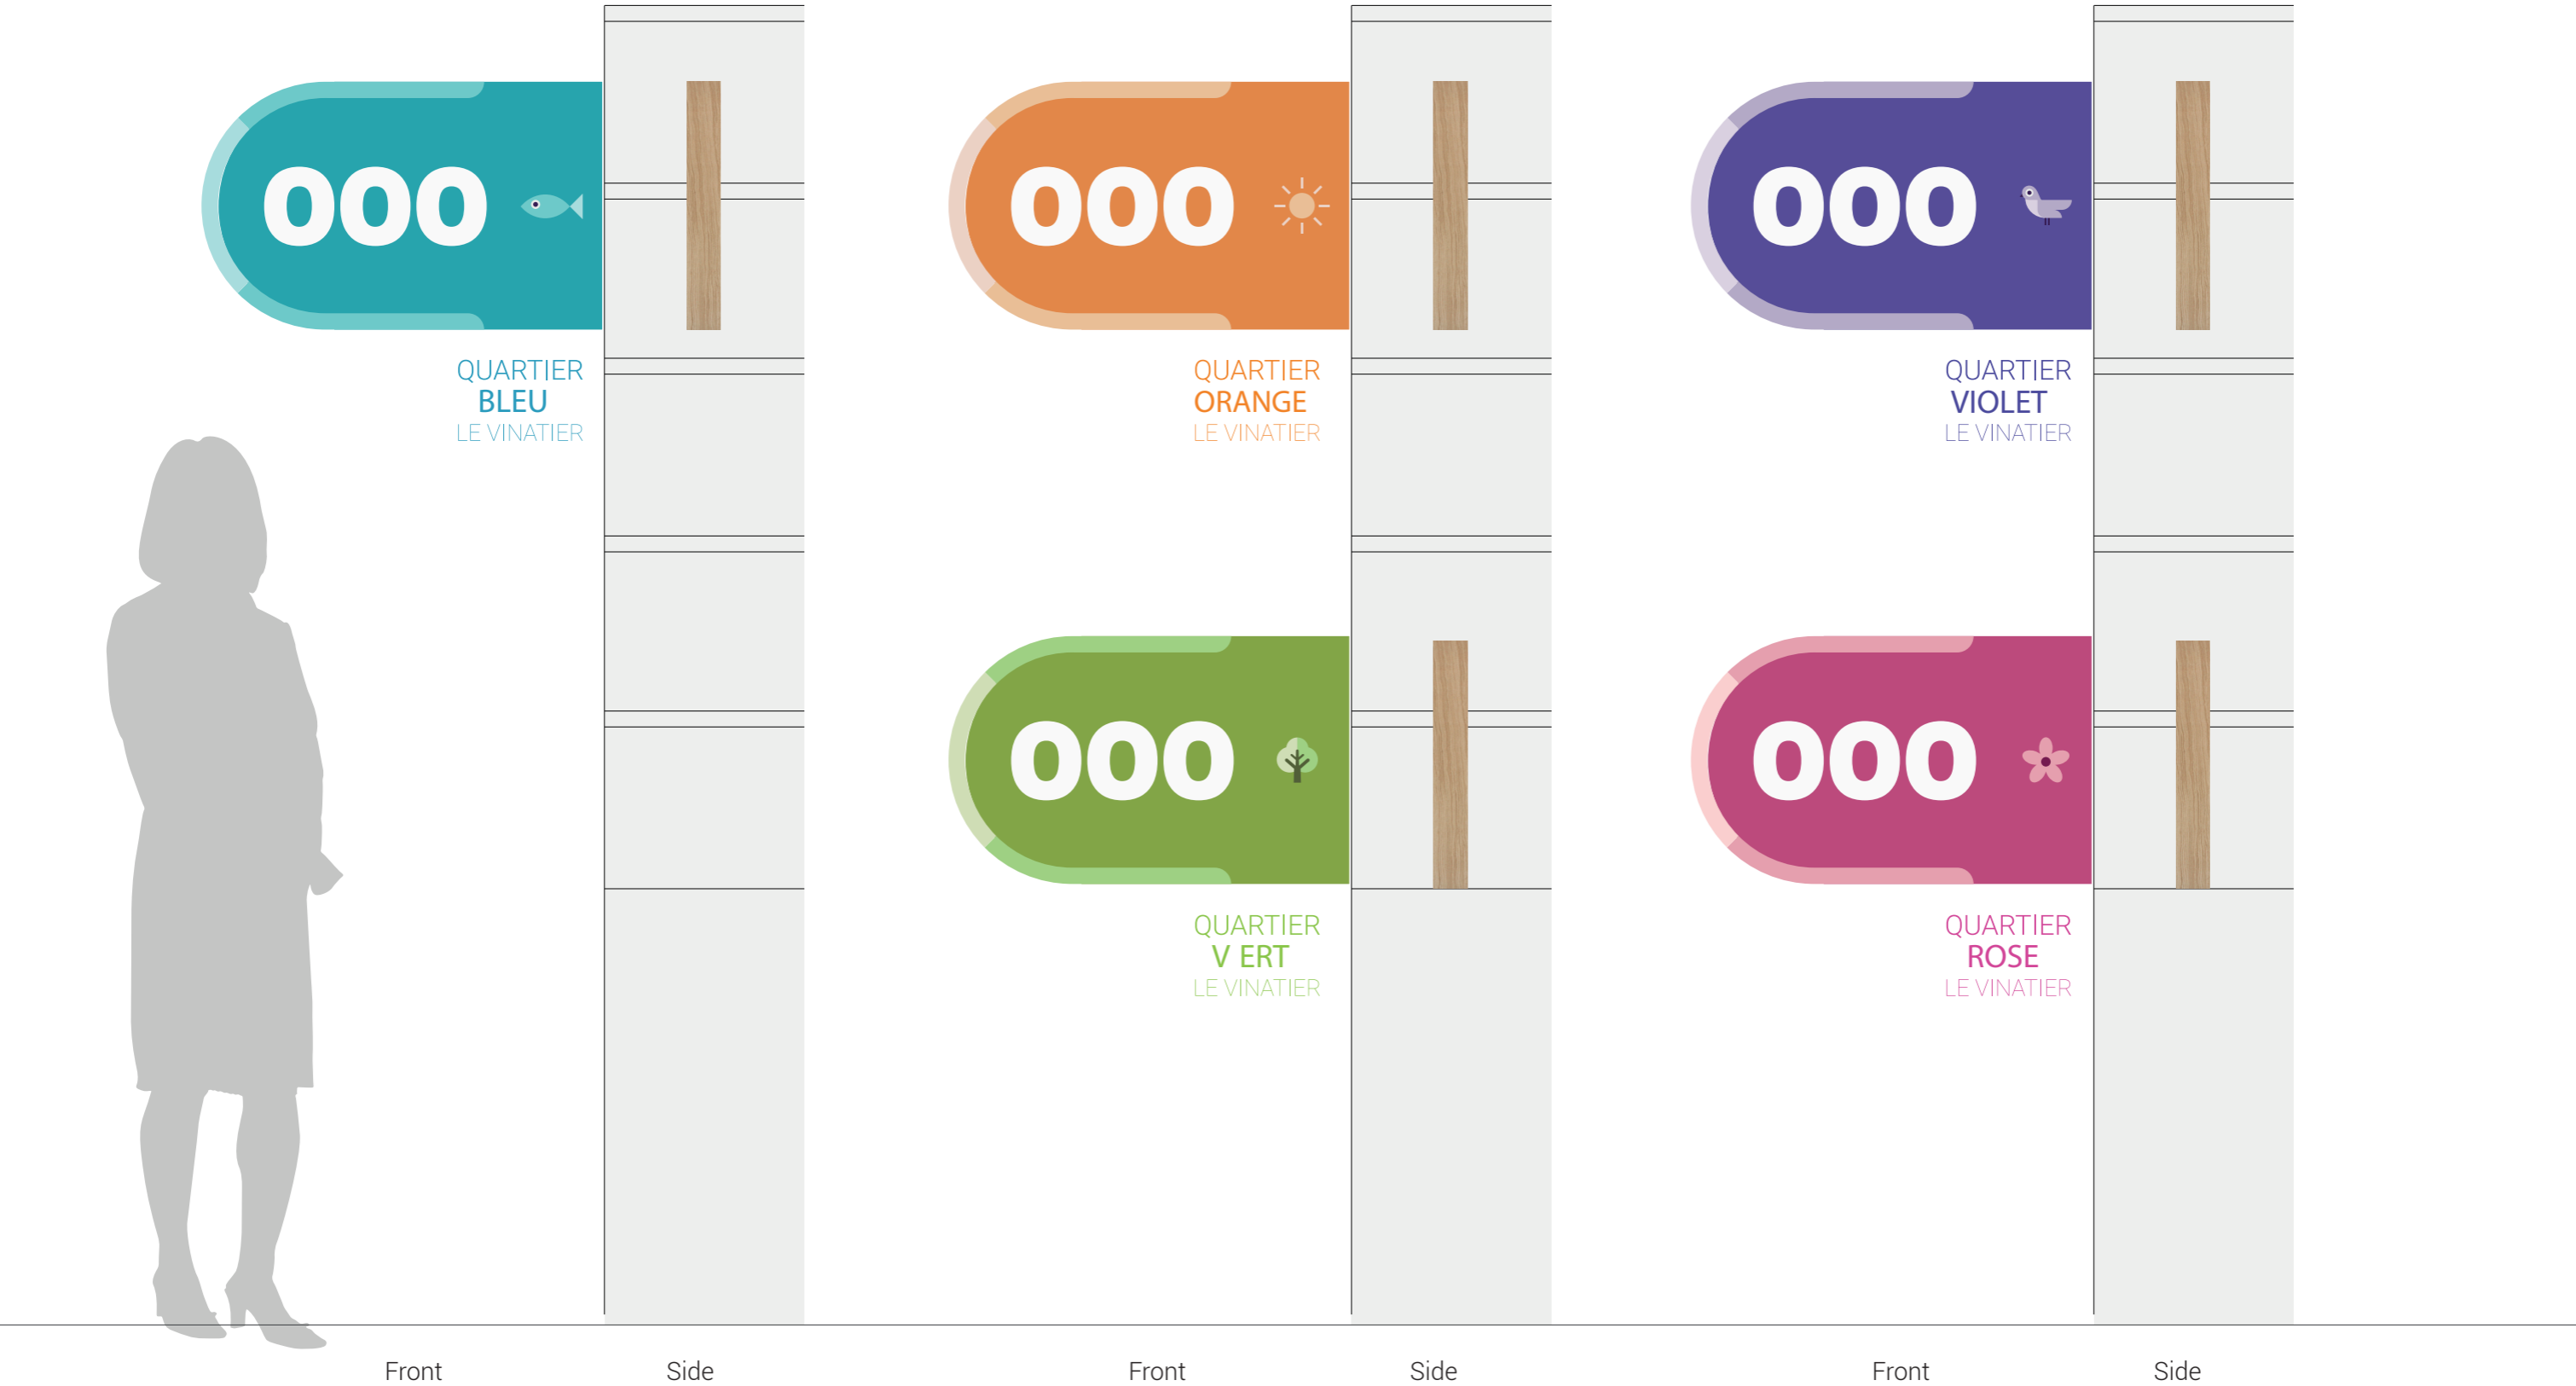 000
QUARTIER
BLEU
LE VINATIER
000
QUARTIER
ORANGE
LE VINATIER
000
QUARTIER
VIOLET
LE VINATIER
000
QUARTIER
V ERT
LE VINATIER
000
QUARTIER
ROSE
LE VINATIER
Front
Side
Front
Side
Front
Side